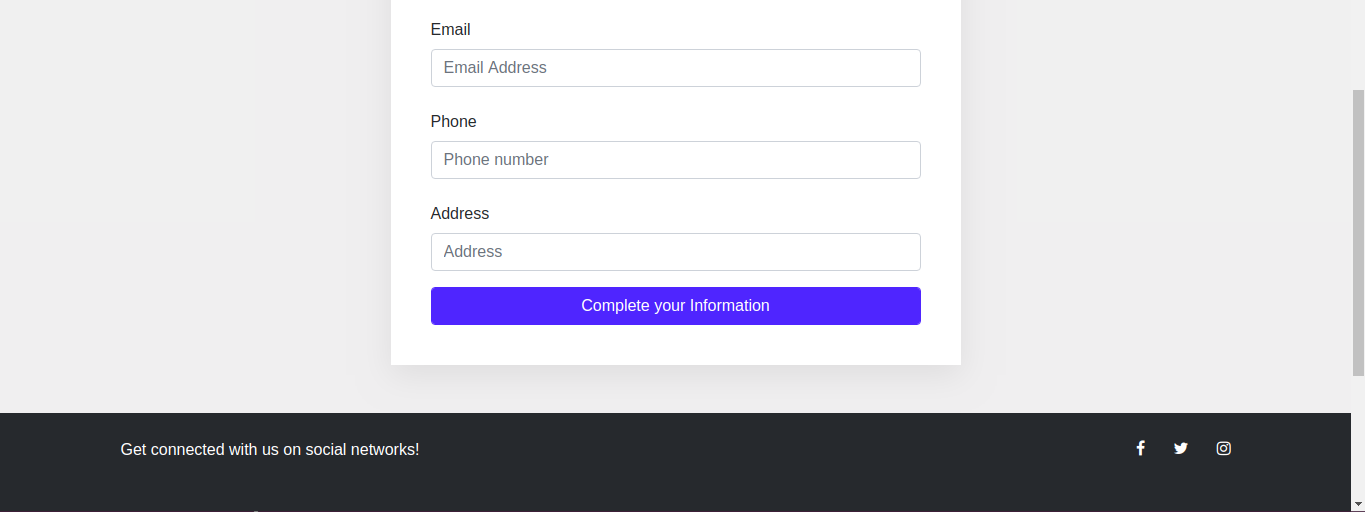 Email
Email Address
Phone
Phone number
Address
Address
Complete your Information
Get connected with us on social networks!